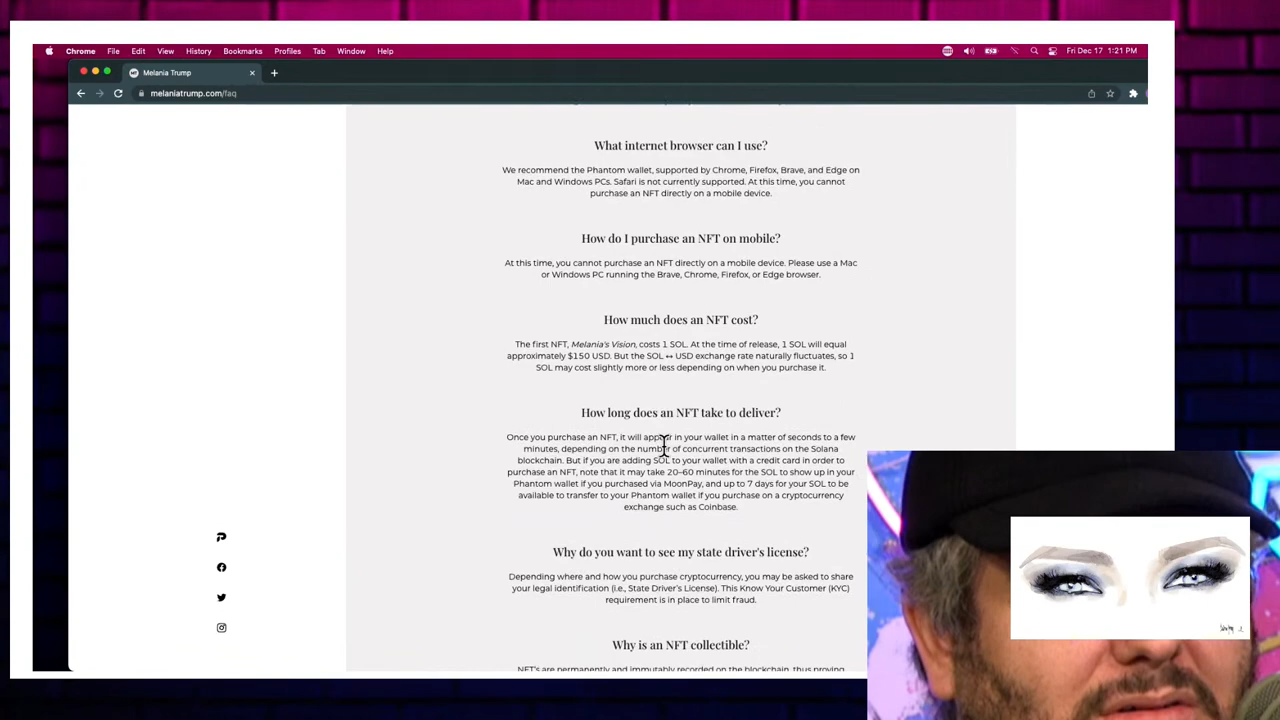 Chrome File Edit View History Bookmarks Profiles Tab Window Help
Fri Dec 17 1:21 PM
Melania Trump
melaniatrump.com/faq
What internet browser can I use?
We recommend the Phantom wallet, supported by Chrome, Firefox, Brave, and Edge on
Mac and Windows PCs. Safari is not currently supported. At this time, you cannot
purchase an NFT directly on a mobile device.
How do I purchase an NFT on mobile?
At this time, you cannot purchase an NFT directly on a mobile device. Please use a Mac
or Windows PC running the Brave, Chrome, Firefox, or Edge browser.
How much does an NFT cost?
The first NFT, Melania's Vision, costs 1 SOL. At the time of release, 1 SOL will equal
approximately $150 USD. But the SOL ↔ USD exchange rate naturally fluctuates, so 1
SOL may cost slightly more or less depending on when you purchase it.
How long does an NFT take to deliver?
Once you purchase an NFT, it will appear in your wallet in a matter of seconds to a few
minutes, depending on the number of concurrent transactions on the Solana
blockchain. But if you are adding SOL to your wallet with a credit card in order to
purchase an NFT, note that it may take 20–60 minutes for the SOL to show up in your
Phantom wallet if you purchased via MoonPay, and up to 7 days for your SOL to be
available to transfer to your Phantom wallet if you purchase on a cryptocurrency
exchange such as Coinbase.
Why do you want to see my state driver's license?
Depending where and how you purchase cryptocurrency, you may be asked to share
your legal identification (i.e., State Driver's License). This Know Your Customer (KYC)
requirement is in place to limit fraud.
Why is an NFT collectible?
NFT's are permanently and immutably recorded on the blockchain, thus proving